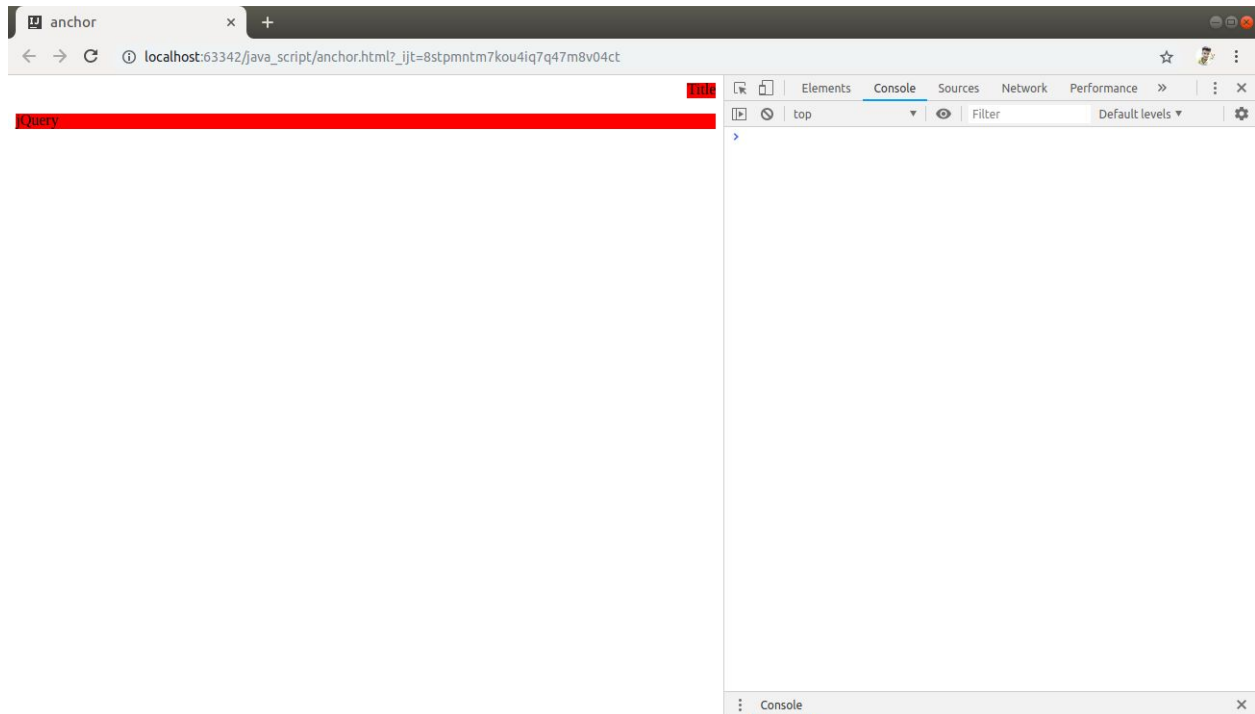 anchor
localhost:63342/java_script/anchor.html?_ijt=8stpmntm7kou4iq7q47m8v04ct
Title
jQuery
Elements Console Sources Network Performance »
top Filter Default levels
Console